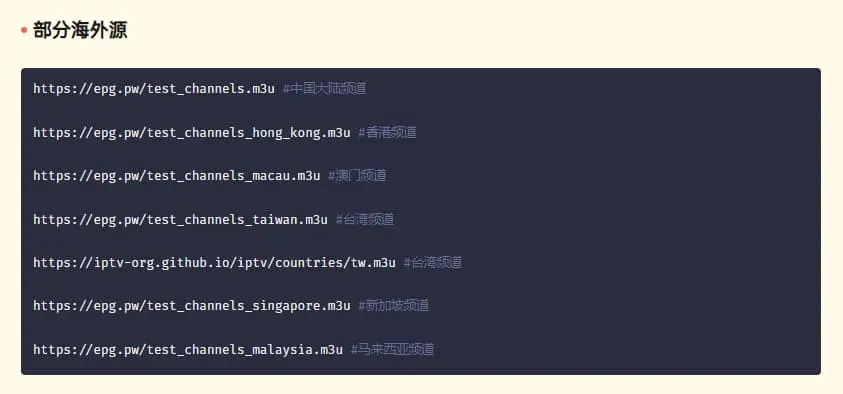 部分海外源
https://epg.pw/test_channels.m3u #中国大陆频道
https://epg.pw/test_channels_hong_kong.m3u #香港频道
https://epg.pw/test_channels_macau.m3u #澳门频道
https://epg.pw/test_channels_taiwan.m3u #台湾频道
https://iptv-org.github.io/iptv/countries/tw.m3u #台湾频道
https://epg.pw/test_channels_singapore.m3u #新加坡频道
https://epg.pw/test_channels_malaysia.m3u #马来西亚频道